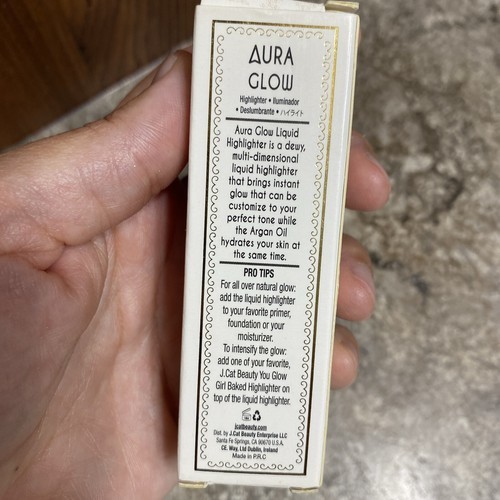 AURA
GLOW
Highlighter • Iluminador
• Deslumbrante • ハイライト
Aura Glow Liquid
Highlighter is a dewy,
multi-dimensional
liquid highlighter
that brings instant
glow that can be
customize to your
perfect tone while
the Argan Oil
hydrates your skin at
the same time.
PRO TIPS
For all over natural glow:
add the liquid highlighter
to your favorite primer,
foundation or your
moisturizer.
To intensify the glow:
add one of your favorite,
J.Cat Beauty You Glow
Girl Baked Highlighter on
top of the liquid highlighter.
jcatbeauty.com
Dist. by J.Cat Beauty Enterprise LLC
Santa Fe Springs, CA 90670 U.S.A.
CE. Way, Ltd Dublin, Ireland
Made in P.R.C